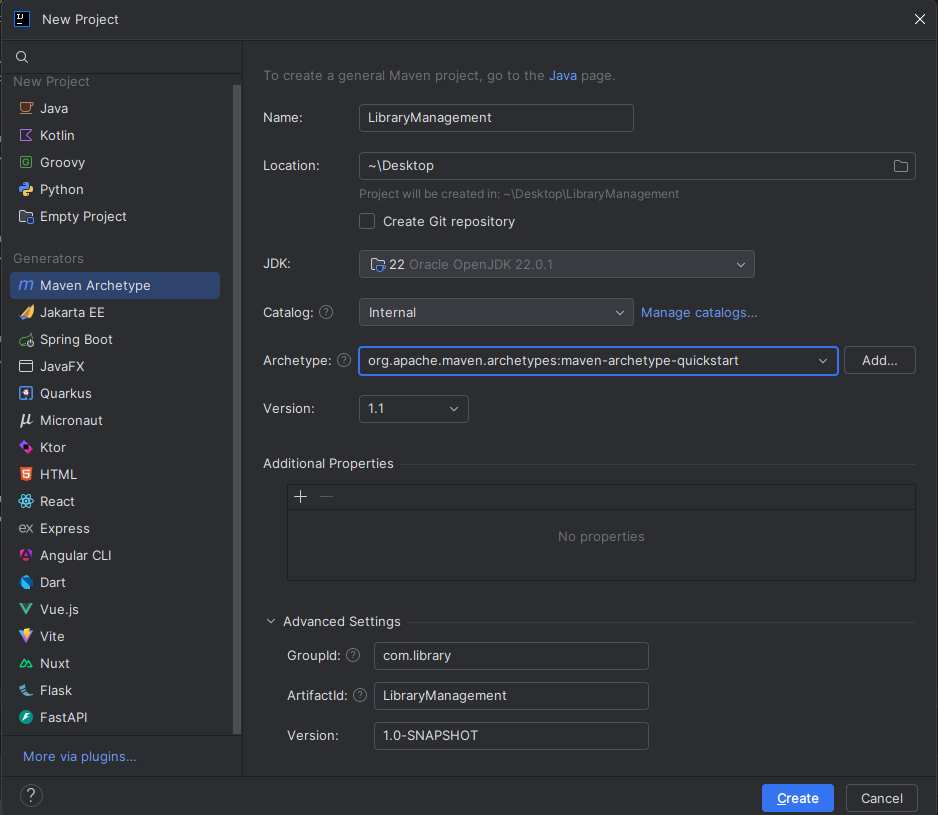 New Project
New Project
Java
Kotlin
Groovy
Python
Empty Project
Generators
Maven Archetype
Jakarta EE
Spring Boot
JavaFX
Quarkus
Micronaut
Ktor
HTML
React
Express
Angular CLI
Dart
Vue.js
Vite
Nuxt
Flask
FastAPI
More via plugins...
To create a general Maven project, go to the Java page.
Name: LibraryManagement
Location: ~\Desktop
Project will be created in: ~\Desktop\LibraryManagement
Create Git repository
JDK: 22 Oracle OpenJDK 22.0.1
Catalog: ? Internal Manage catalogs...
Archetype: ? org.apache.maven.archetypes:maven-archetype-quickstart Add...
Version: 1.1
Additional Properties
No properties
Advanced Settings
GroupId: ? com.library
ArtifactId: ? LibraryManagement
Version: 1.0-SNAPSHOT
? Create Cancel